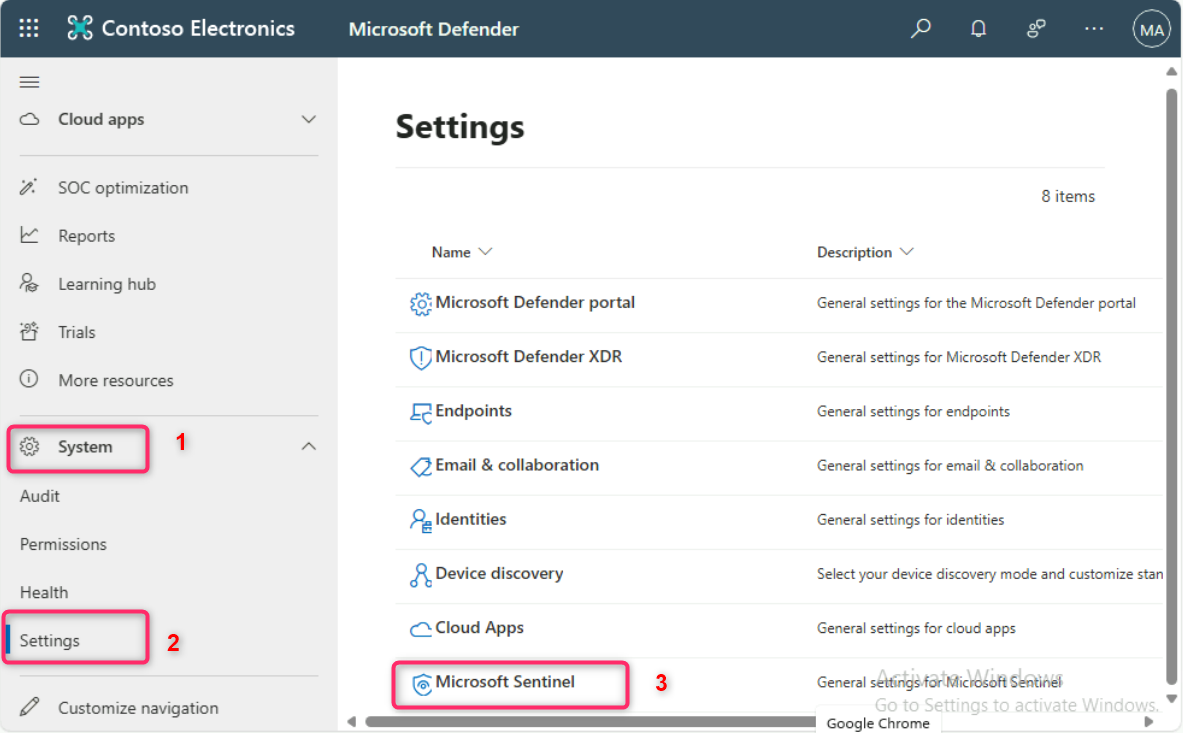 Contoso Electronics
Microsoft Defender
MA
Cloud apps
SOC optimization
Reports
Learning hub
Trials
More resources
System
1
Audit
Permissions
Health
Settings
2
Customize navigation
Settings
8 items
Name
Description
Microsoft Defender portal
General settings for the Microsoft Defender portal
Microsoft Defender XDR
General settings for Microsoft Defender XDR
Endpoints
General settings for endpoints
Email & collaboration
General settings for email & collaboration
Identities
General settings for identities
Device discovery
Select your device discovery mode and customize stan
Cloud Apps
General settings for cloud apps
Microsoft Sentinel
3
General settings for Microsoft Sentinel
Activate Windows
Go to Settings to activate Windows.
Google Chrome